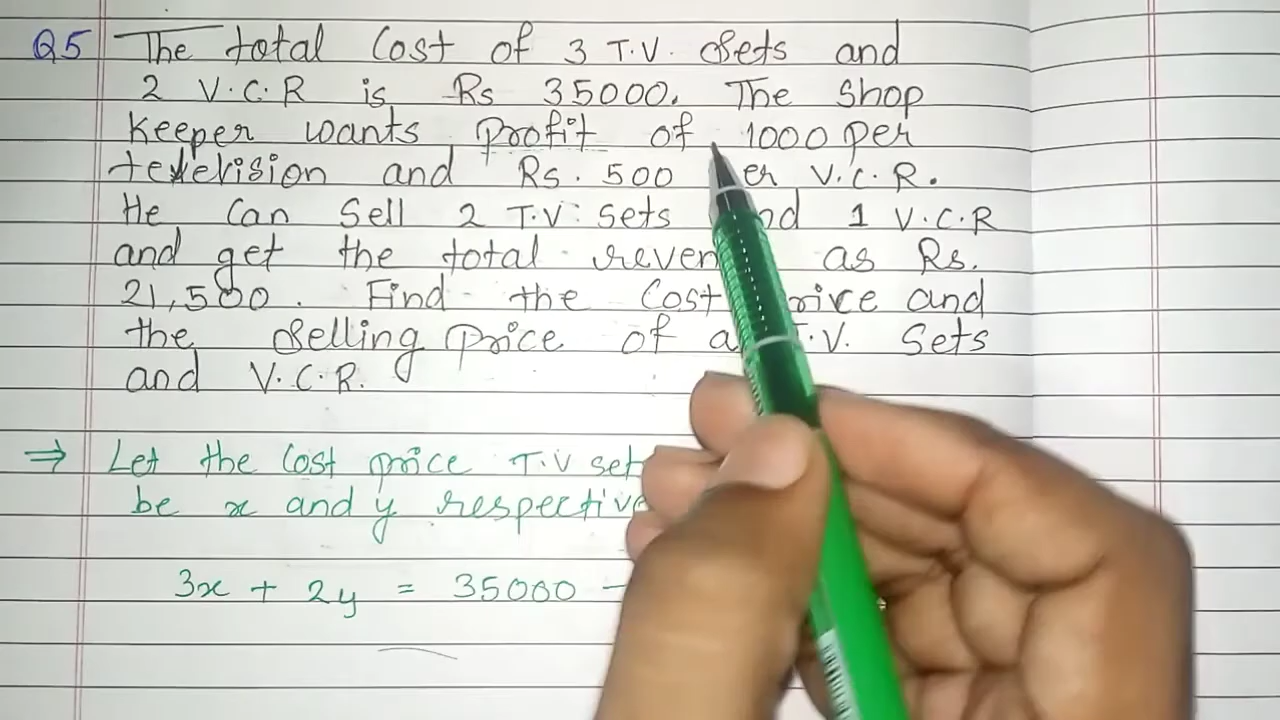 Q5 The total Cost of 3 T.V. Sets and
2 V.C.R is Rs 35000. The Shop
Keeper wants Profit of 1000 Per
television and Rs. 500 V.C.R.
He Can Sell 2 T.V. Sets 1 V.C.R
and get the total as Rs.
21,500. Find the Cost and
the Selling Price of a Sets
and V.C.R.
⇒ Let the Cost price T.V
be x and y
3x + 2y = 35000